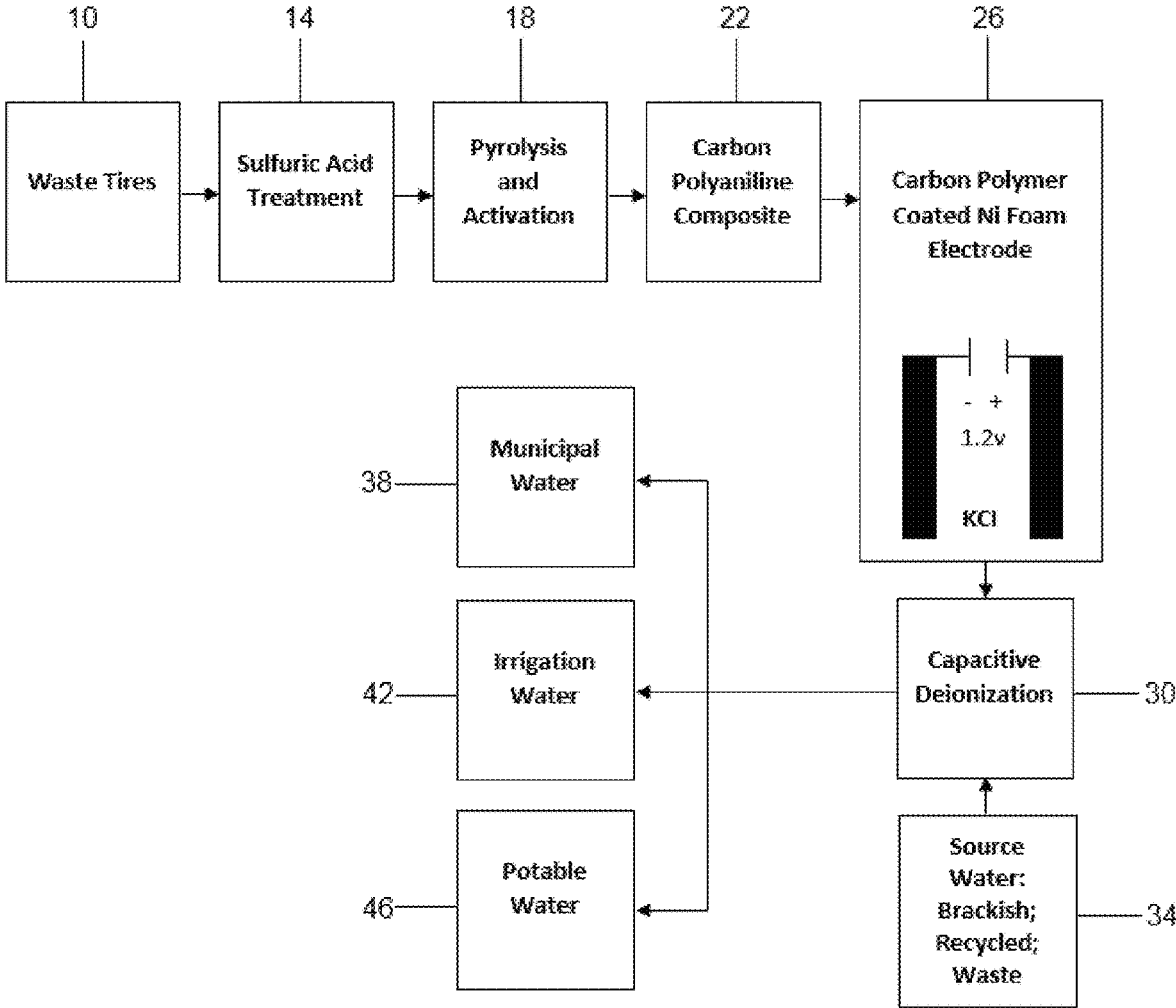 10
14
18
22
26
Waste Tires
Sulfuric Acid
Treatment
Pyrolysis
and
Activation
Carbon
Polyaniline
Composite
Carbon Polymer
Coated Ni Foam
Electrode
- +
1.2v
KCl
Municipal
Water
38
Irrigation
Water
42
Capacitive
Deionization
30
Potable
Water
46
Source
Water:
Brackish;
Recycled;
Waste
34